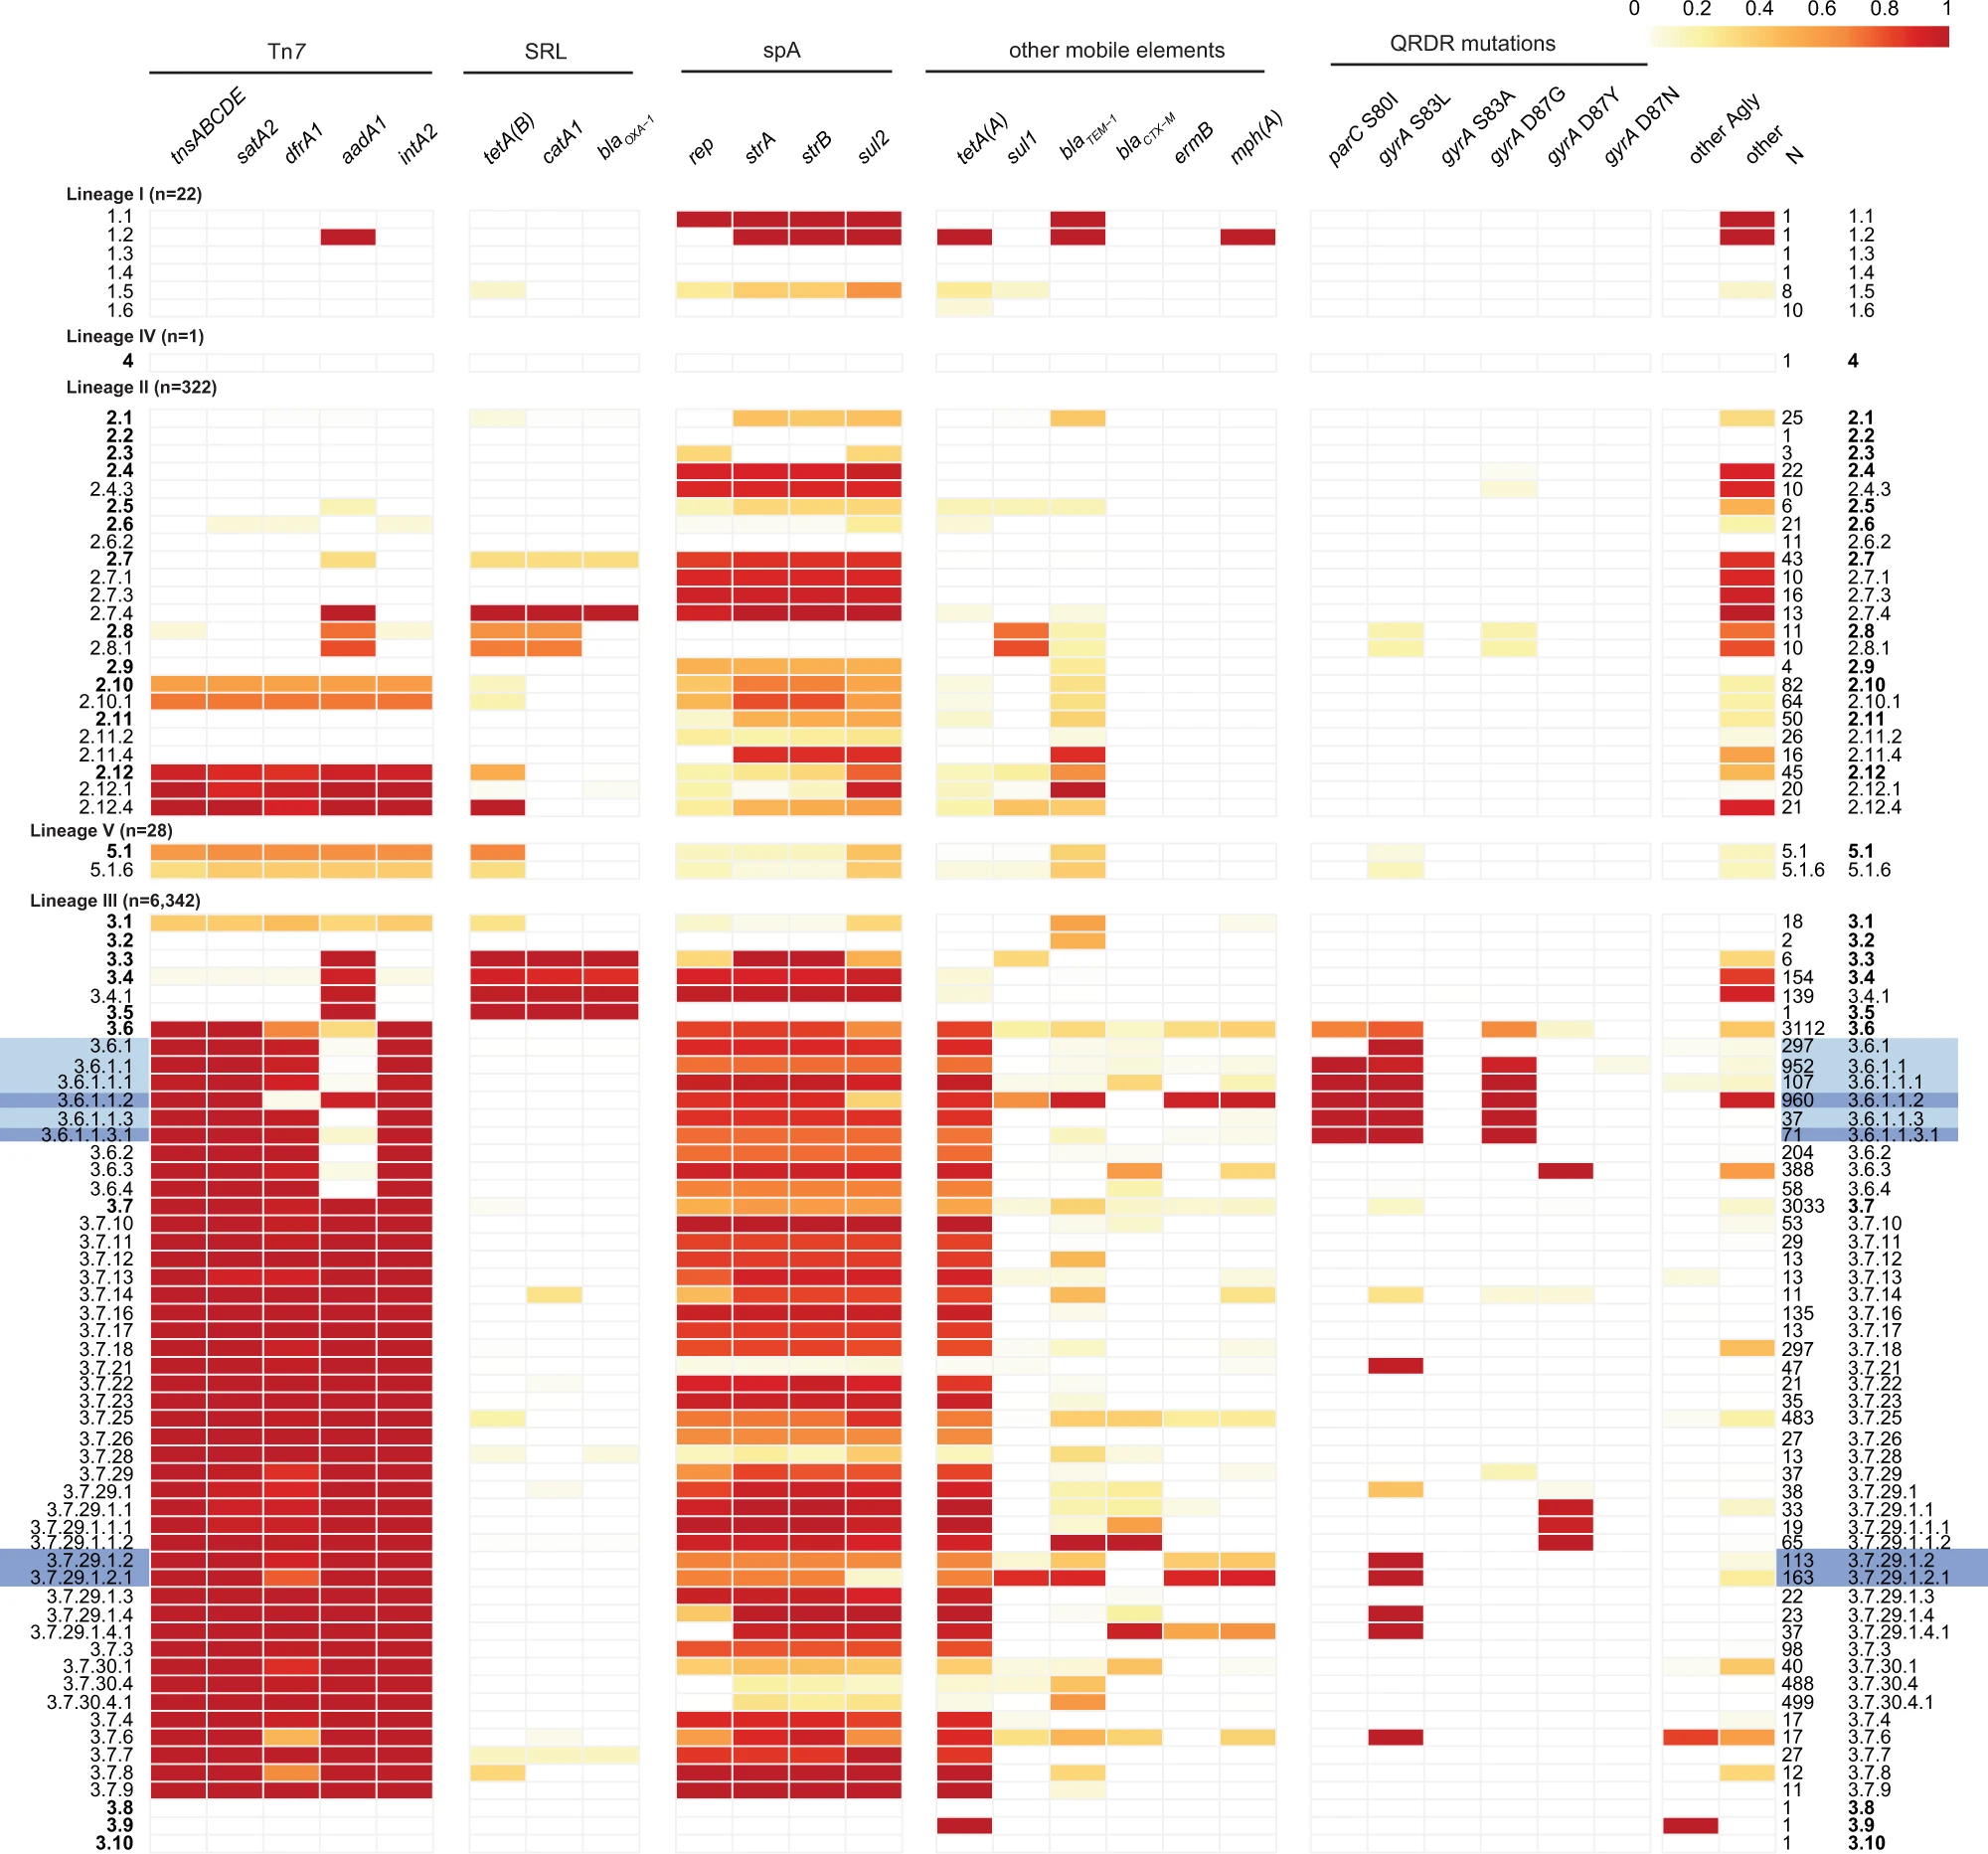 0 0.2 0.4 0.6 0.8 1
Tn7 SRL spA other mobile elements QRDR mutations
tnsABCDE satA2 dfrA1 aadA1 intA2 tetA(B) catA1 blaOXA−1 rep strA strB sul2 tetA(A) sul1 blaTEM−1 blaCTX−M ermB mph(A) parC S80I gyrA S83L gyrA S83A gyrA D87G gyrA D87Y gyrA D87N other Agly other N
Lineage I (n=22)
1.1 1 1.1
1.2 1 1.2
1.3 1 1.3
1.4 1 1.4
1.5 8 1.5
1.6 10 1.6
Lineage IV (n=1)
4 1 4
Lineage II (n=322)
2.1 25 2.1
2.2 1 2.2
2.3 3 2.3
2.4 22 2.4
2.4.3 10 2.4.3
2.5 6 2.5
2.6 21 2.6
2.6.2 11 2.6.2
2.7 43 2.7
2.7.1 10 2.7.1
2.7.3 16 2.7.3
2.7.4 13 2.7.4
2.8 11 2.8
2.8.1 10 2.8.1
2.9 4 2.9
2.10 82 2.10
2.10.1 64 2.10.1
2.11 50 2.11
2.11.2 26 2.11.2
2.11.4 16 2.11.4
2.12 45 2.12
2.12.1 20 2.12.1
2.12.4 21 2.12.4
Lineage V (n=28)
5.1 5.1 5.1
5.1.6 5.1.6 5.1.6
Lineage III (n=6,342)
3.1 18 3.1
3.2 2 3.2
3.3 6 3.3
3.4 154 3.4
3.4.1 139 3.4.1
3.5 1 3.5
3.6 3112 3.6
3.6.1 297 3.6.1
3.6.1.1 952 3.6.1.1
3.6.1.1.1 107 3.6.1.1.1
3.6.1.1.2 960 3.6.1.1.2
3.6.1.1.3 37 3.6.1.1.3
3.6.1.1.3.1 71 3.6.1.1.3.1
3.6.2 204 3.6.2
3.6.3 388 3.6.3
3.6.4 58 3.6.4
3.7 3033 3.7
3.7.10 53 3.7.10
3.7.11 29 3.7.11
3.7.12 13 3.7.12
3.7.13 13 3.7.13
3.7.14 11 3.7.14
3.7.16 135 3.7.16
3.7.17 13 3.7.17
3.7.18 297 3.7.18
3.7.21 47 3.7.21
3.7.22 21 3.7.22
3.7.23 35 3.7.23
3.7.25 483 3.7.25
3.7.26 27 3.7.26
3.7.28 13 3.7.28
3.7.29 37 3.7.29
3.7.29.1 38 3.7.29.1
3.7.29.1.1 33 3.7.29.1.1
3.7.29.1.1.1 19 3.7.29.1.1.1
3.7.29.1.1.2 65 3.7.29.1.1.2
3.7.29.1.2 113 3.7.29.1.2
3.7.29.1.2.1 163 3.7.29.1.2.1
3.7.29.1.3 22 3.7.29.1.3
3.7.29.1.4 23 3.7.29.1.4
3.7.29.1.4.1 37 3.7.29.1.4.1
3.7.3 98 3.7.3
3.7.30.1 40 3.7.30.1
3.7.30.4 488 3.7.30.4
3.7.30.4.1 499 3.7.30.4.1
3.7.4 17 3.7.4
3.7.6 17 3.7.6
3.7.7 27 3.7.7
3.7.8 12 3.7.8
3.7.9 11 3.7.9
3.8 1 3.8
3.9 1 3.9
3.10 1 3.10